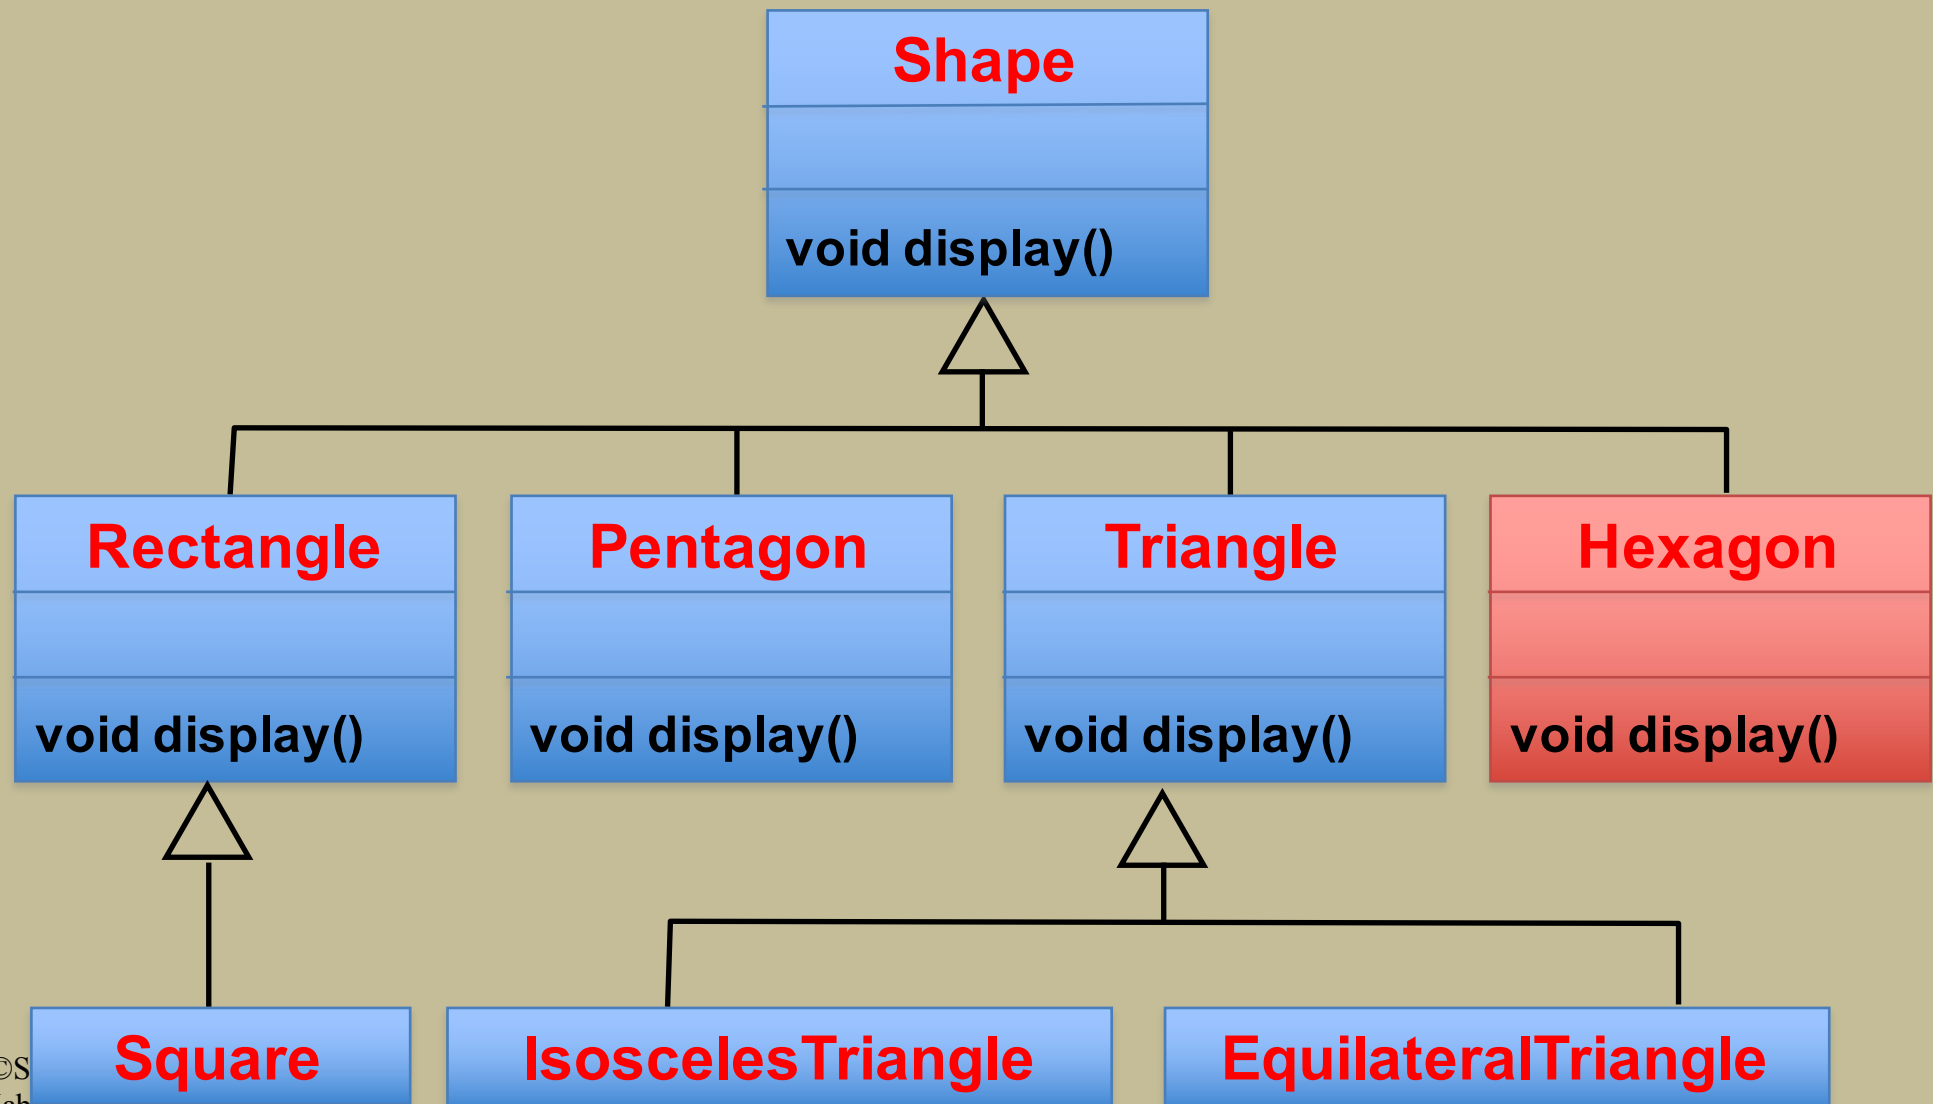 Shape
void display()
Rectangle
Pentagon
Triangle
Hexagon
void display()
void display()
void display()
void display()
Square
IsoscelesTriangle
EquilateralTriangle
©S